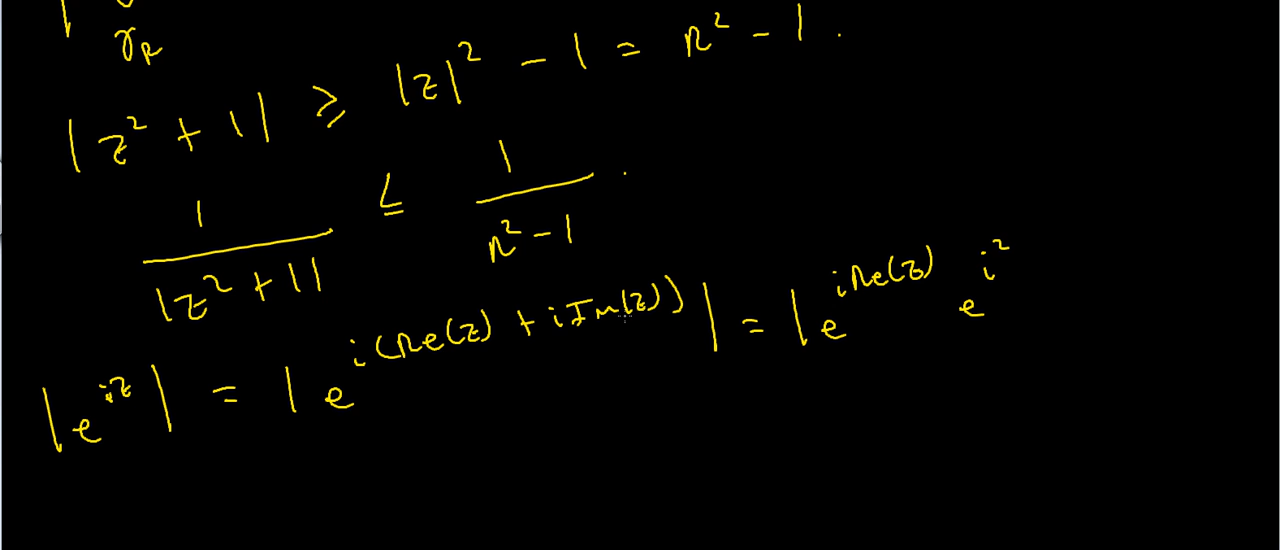 γ_R
|z² + 1| ≥ |z|² - 1 = R² - 1.
1/|z² + 1| ≤ 1/(R² - 1).
|e^{iz}| = |e^{i(Re(z) + i Im(z))}| = |e^{i Re(z)} e^{i²}